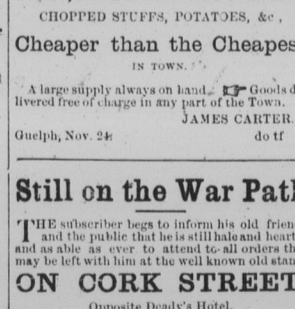 CHOPPED STUFFS, POTATOES, &c,
Cheaper than the Cheapes
IN TOWN.
A large supply always on hand. ☞ Goods d
livered free of charge in any part of the Town.
JAMES CARTER.
Guelph, Nov. 24 do tf
Still on the War Pat
THE subscriber begs to inform his old frien
and the public that he is still hale and heart
and as able as ever to attend to all orders th
may be left with him at the well known old stan
ON CORK STREET
Opposite Deady's Hotel.